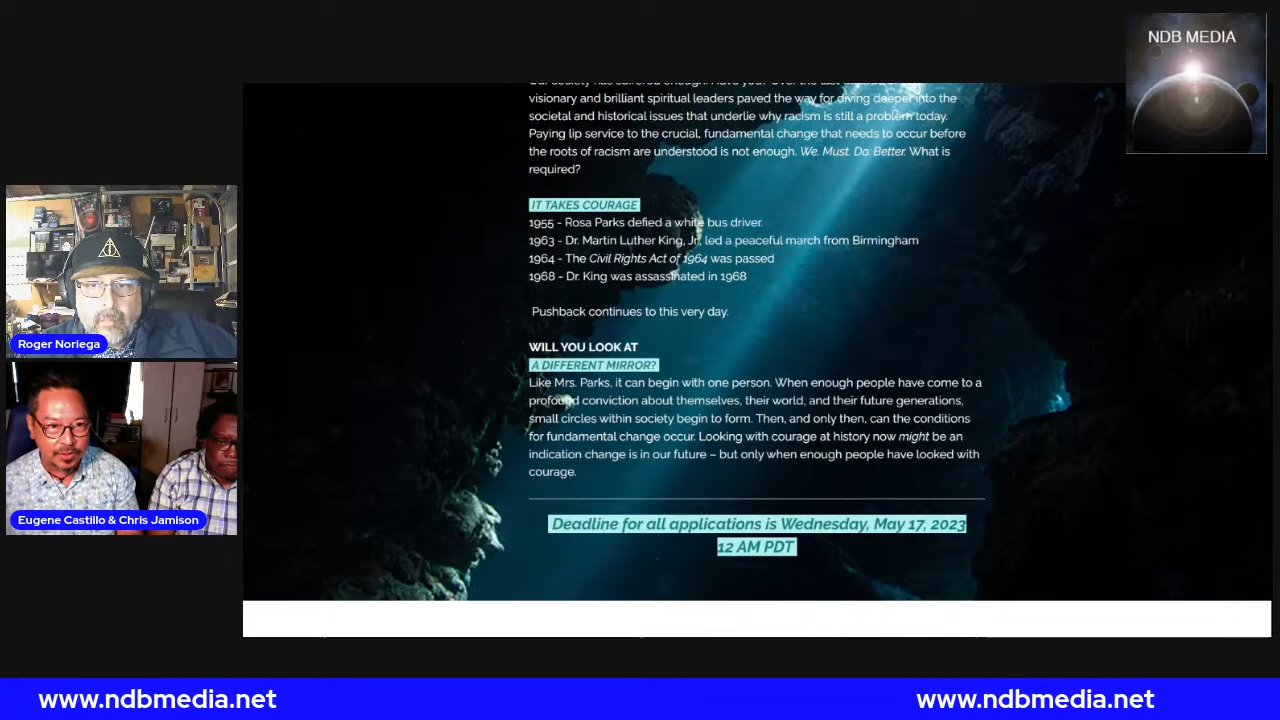 NDB MEDIA
visionary and brilliant spiritual leaders paved the way for diving deeper into the
societal and historical issues that underlie why racism is still a problem today.
Paying lip service to the crucial, fundamental change that needs to occur before
the roots of racism are understood is not enough. We. Must. Do. Better. What is
required?
IT TAKES COURAGE
1955 - Rosa Parks defied a white bus driver.
1963 - Dr. Martin Luther King, Jr, led a peaceful march from Birmingham
1964 - The Civil Rights Act of 1964 was passed
1968 - Dr. King was assassinated in 1968
Pushback continues to this very day.
WILL YOU LOOK AT
A DIFFERENT MIRROR?
Like Mrs. Parks, it can begin with one person. When enough people have come to a
profound conviction about themselves, their world, and their future generations,
small circles within society begin to form. Then, and only then, can the conditions
for fundamental change occur. Looking with courage at history now might be an
indication change is in our future – but only when enough people have looked with
courage.
Deadline for all applications is Wednesday, May 17, 2023
12 AM PDT
Roger Noriega
Eugene Castillo & Chris Jamison
www.ndbmedia.net
www.ndbmedia.net